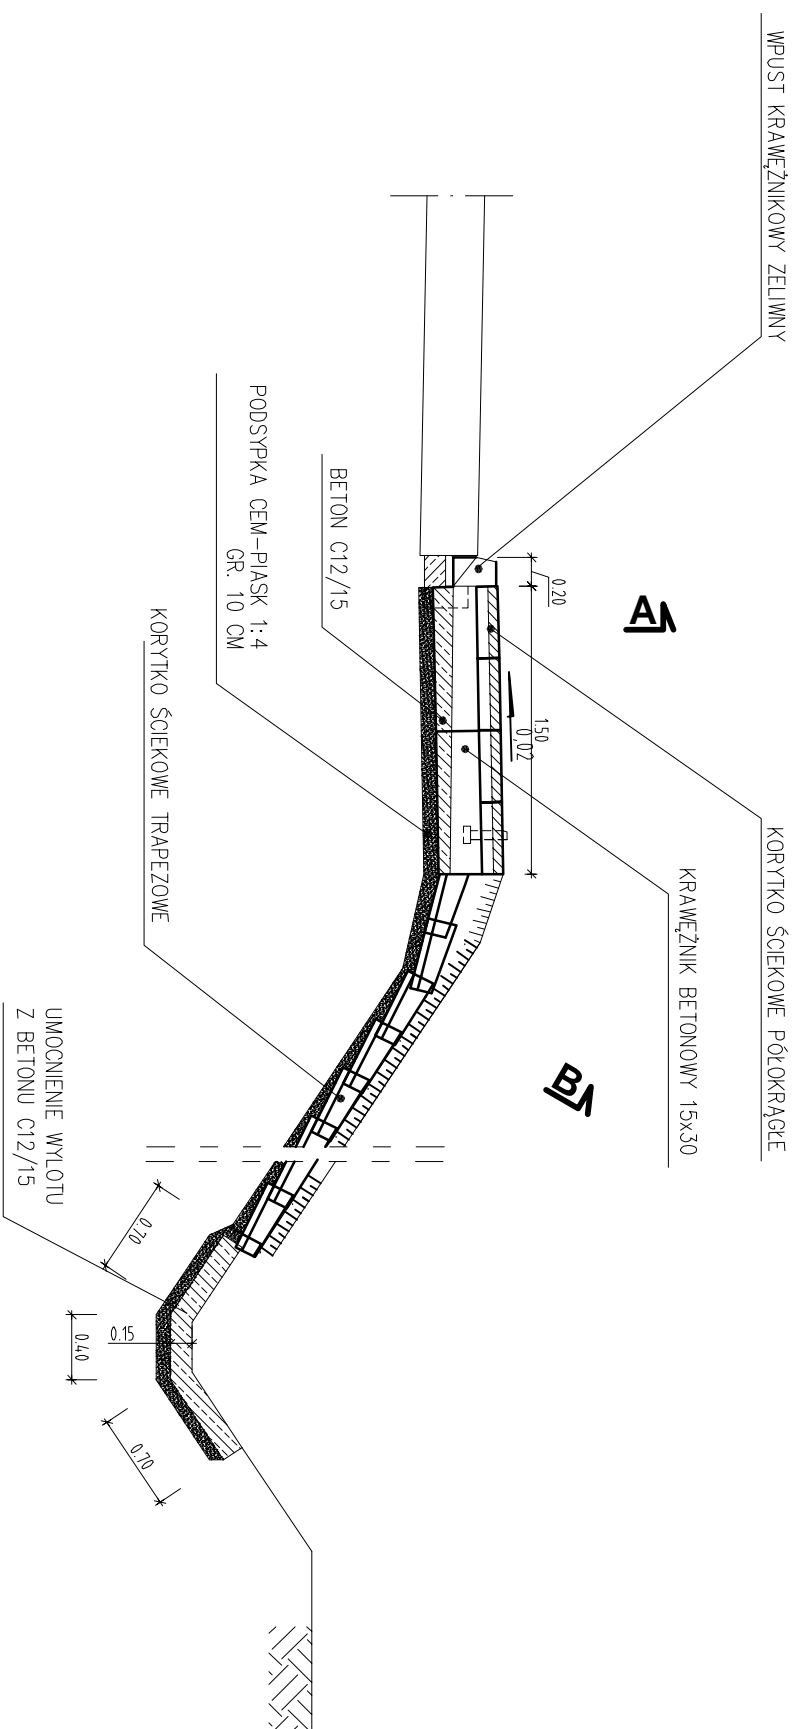 WPUST KRAWĘŻNIKOWY ŻELIWNY
KORYTKO ŚCIEKOWE PÓŁOKRĄGŁE
KRAWĘŻNIK BETONOWY 15x30
A
B
0.20
1.50
0,02
BETON C12/15
PODSYPKA CEM-PIASK 1:4
GR. 10 CM
KORYTKO ŚCIEKOWE TRAPEZOWE
UMOCNIENIE WYLOTU
Z BETONU C12/15
0.70
0.40
0.15
0.70